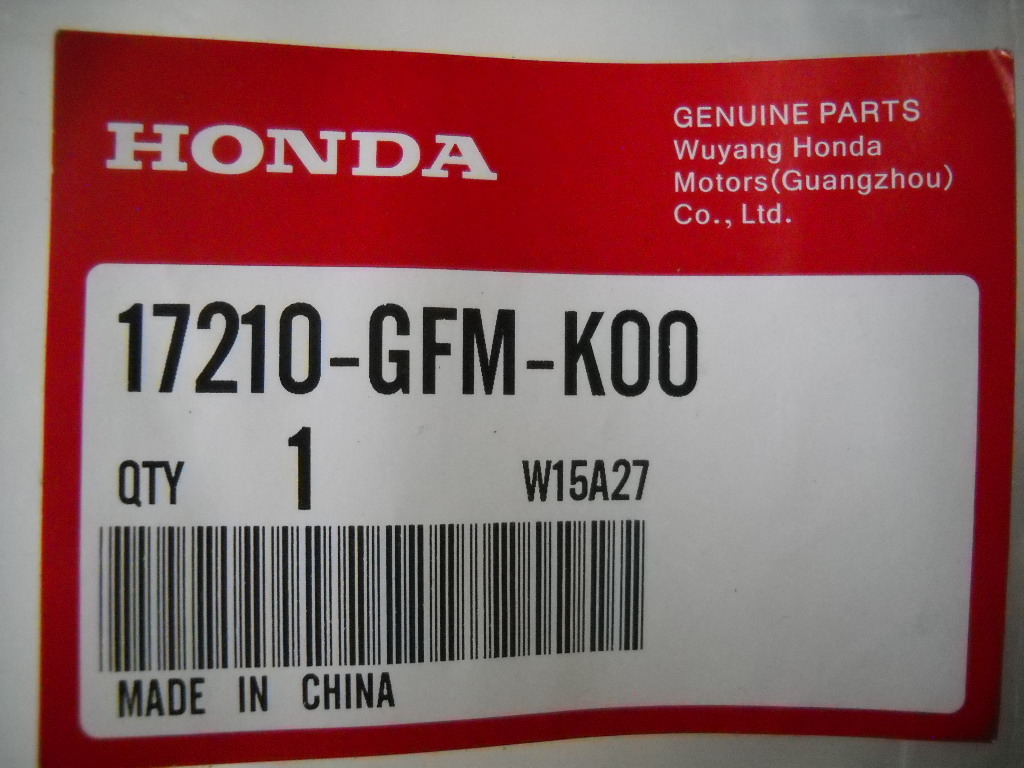 HONDA
GENUINE PARTS
Wuyang Honda
Motors(Guangzhou)
Co., Ltd.
17210-GFM-K00
QTY 1 W15A27
MADE IN CHINA